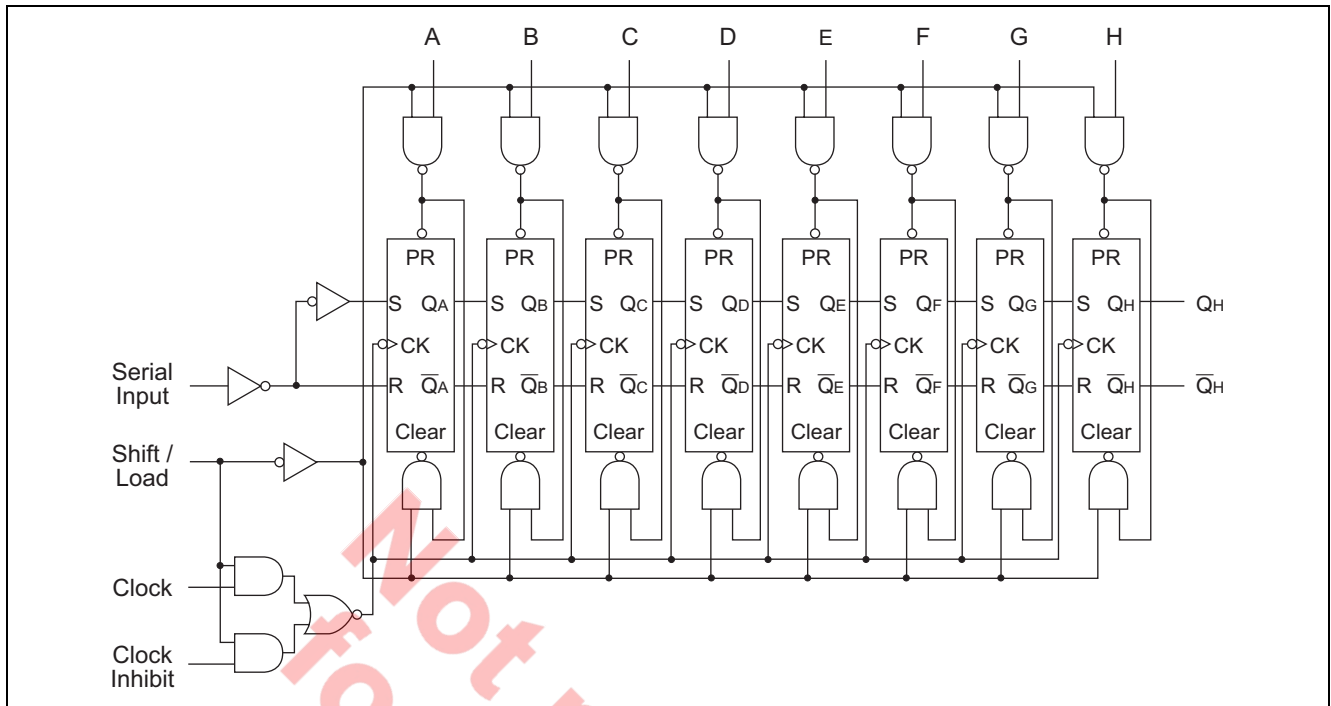 A B C D E F G H
PR PR PR PR PR PR PR PR
S QA S QB S QC S QD S QE S QF S QG S QH QH
CK CK CK CK CK CK CK CK
Serial
Input
R Q̅A R Q̅B R Q̅C R Q̅D R Q̅E R Q̅F R Q̅G R Q̅H Q̅H
Clear Clear Clear Clear Clear Clear Clear Clear
Shift /
Load
Clock
Clock
Inhibit
Not